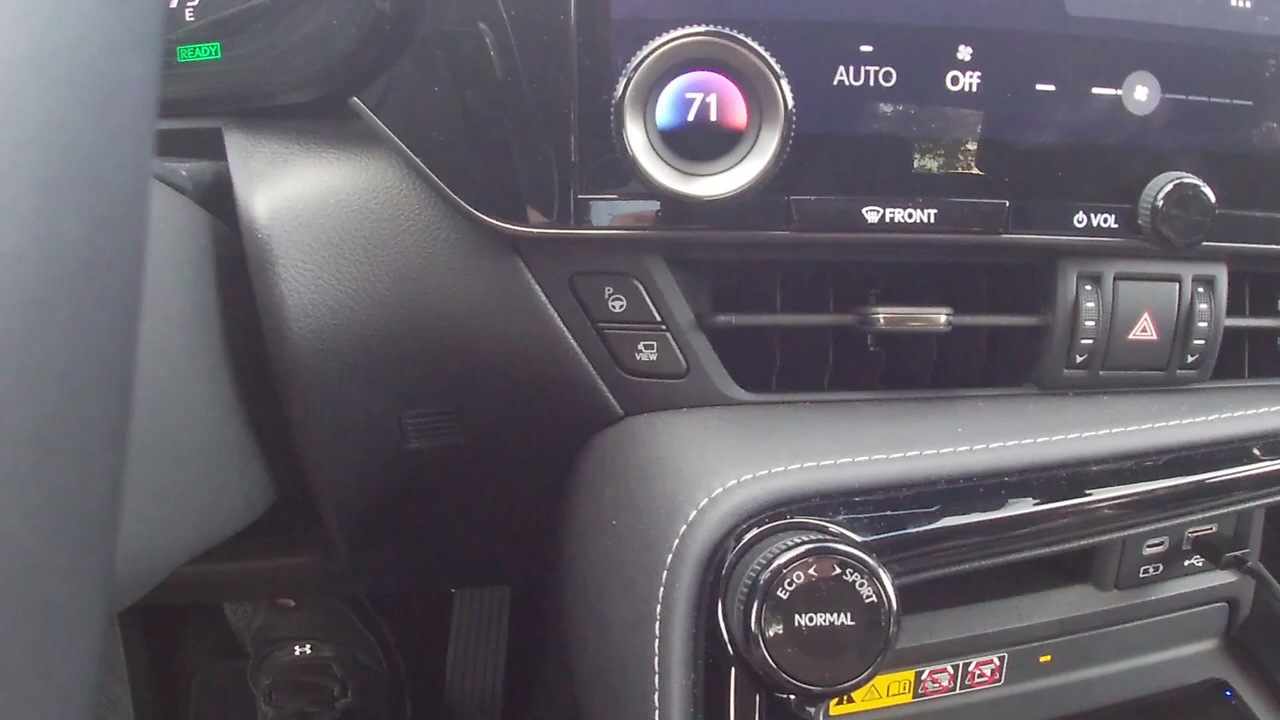 E
READY
71
AUTO
Off
FRONT
VOL
P
VIEW
ECO < > SPORT
NORMAL